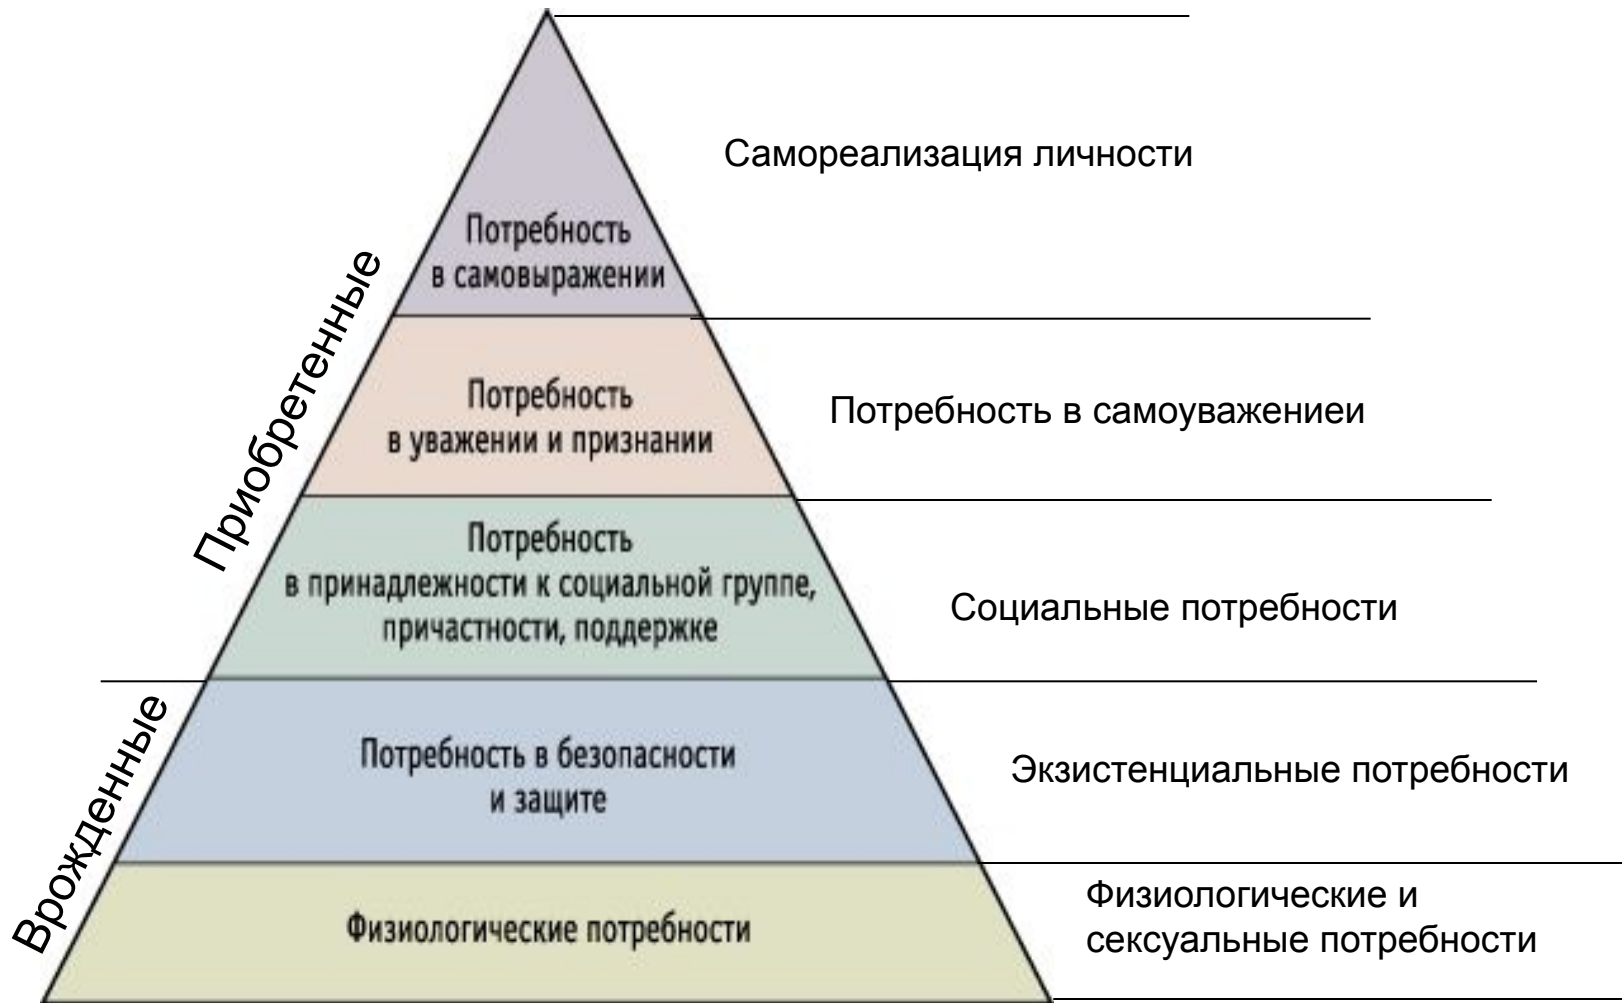 Самореализация личности
Потребность
в самовыражении
Приобретенные
Потребность
в уважении и признании
Потребность в самоуважениеи
Потребность
в принадлежности к социальной группе,
причастности, поддержке
Социальные потребности
Врожденные
Потребность в безопасности
и защите
Экзистенциальные потребности
Физиологические потребности
Физиологические и
сексуальные потребности